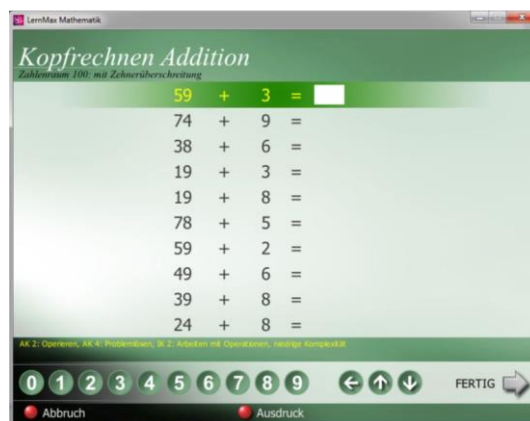 LernMax Mathematik
Kopfrechnen Addition
Zahlenraum 100: mit Zehnerüberschreitung
59 + 3 =
74 + 9 =
38 + 6 =
19 + 3 =
19 + 8 =
78 + 5 =
59 + 2 =
49 + 6 =
39 + 8 =
24 + 8 =
AK 2: Operieren, AK 4: Problemlösen, IK 2: Arbeiten mit Operationen, niedrige Komplexität
0 1 2 3 4 5 6 7 8 9 ← ↑ ↓ FERTIG
Abbruch Ausdruck